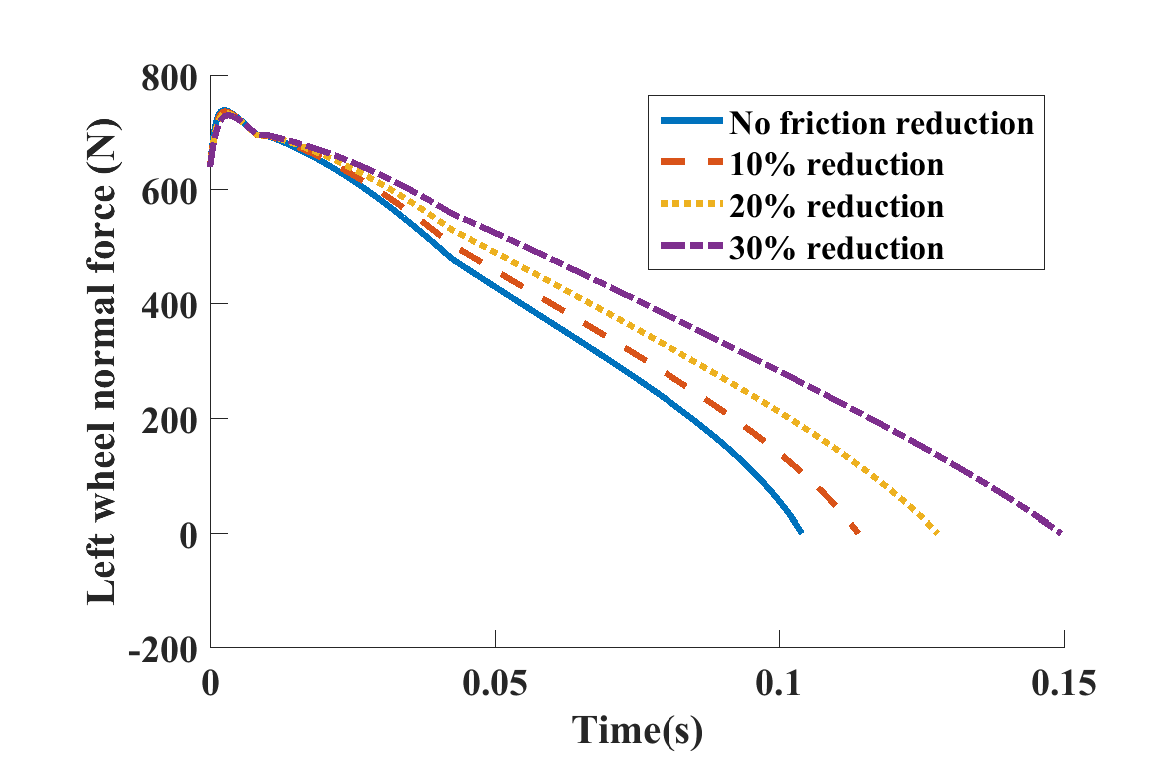 Left wheel normal force (N)
800
600
400
200
0
-200
No friction reduction
10% reduction
20% reduction
30% reduction
0 0.05 0.1 0.15
Time(s)